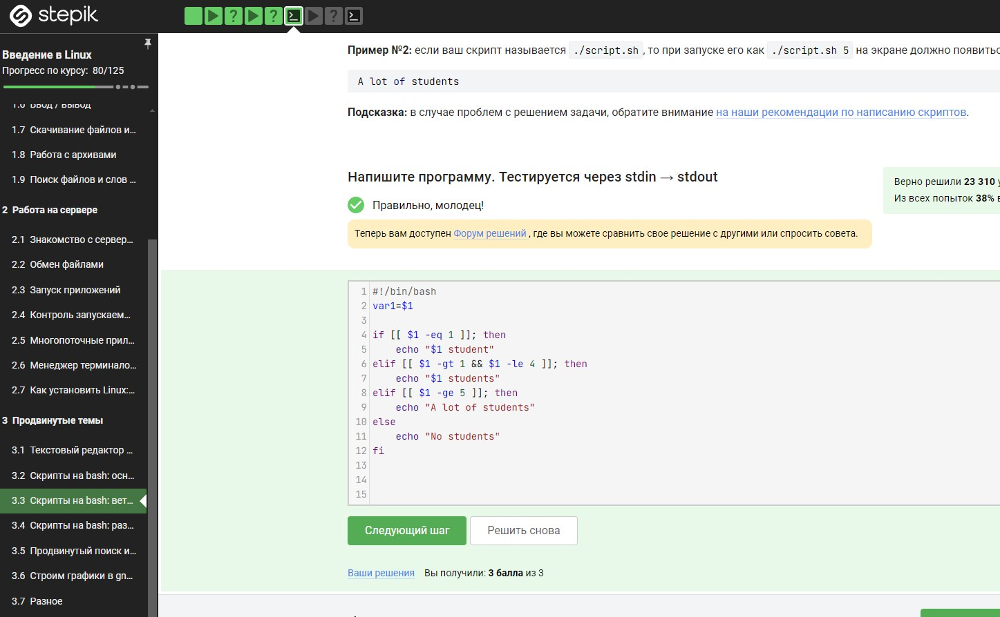 stepik
Введение в Linux
Прогресс по курсу: 80/125
1.6 Ввод / вывод
1.7 Скачивание файлов и...
1.8 Работа с архивами
1.9 Поиск файлов и слов ...
2 Работа на сервере
2.1 Знакомство с сервер...
2.2 Обмен файлами
2.3 Запуск приложений
2.4 Контроль запускаем...
2.5 Многопоточные прил...
2.6 Менеджер терминало...
2.7 Как установить Linux:...
3 Продвинутые темы
3.1 Текстовый редактор ...
3.2 Скрипты на bash: осн...
3.3 Скрипты на bash: вет...
3.4 Скрипты на bash: раз...
3.5 Продвинутый поиск и...
3.6 Строим графики в gn...
3.7 Разное
Пример №2: если ваш скрипт называется ./script.sh , то при запуске его как ./script.sh 5 на экране должно появитьс
A lot of students
Подсказка: в случае проблем с решением задачи, обратите внимание на наши рекомендации по написанию скриптов.
Напишите программу. Тестируется через stdin → stdout
Правильно, молодец!
Верно решили 23 310 у
Из всех попыток 38% в
Теперь вам доступен Форум решений , где вы можете сравнить свое решение с другими или спросить совета.
1 #!/bin/bash
2 var1=$1
3
4 if [[ $1 -eq 1 ]]; then
5 echo "$1 student"
6 elif [[ $1 -gt 1 && $1 -le 4 ]]; then
7 echo "$1 students"
8 elif [[ $1 -ge 5 ]]; then
9 echo "A lot of students"
10 else
11 echo "No students"
12 fi
13
14
15
Следующий шаг
Решить снова
Ваши решения Вы получили: 3 балла из 3